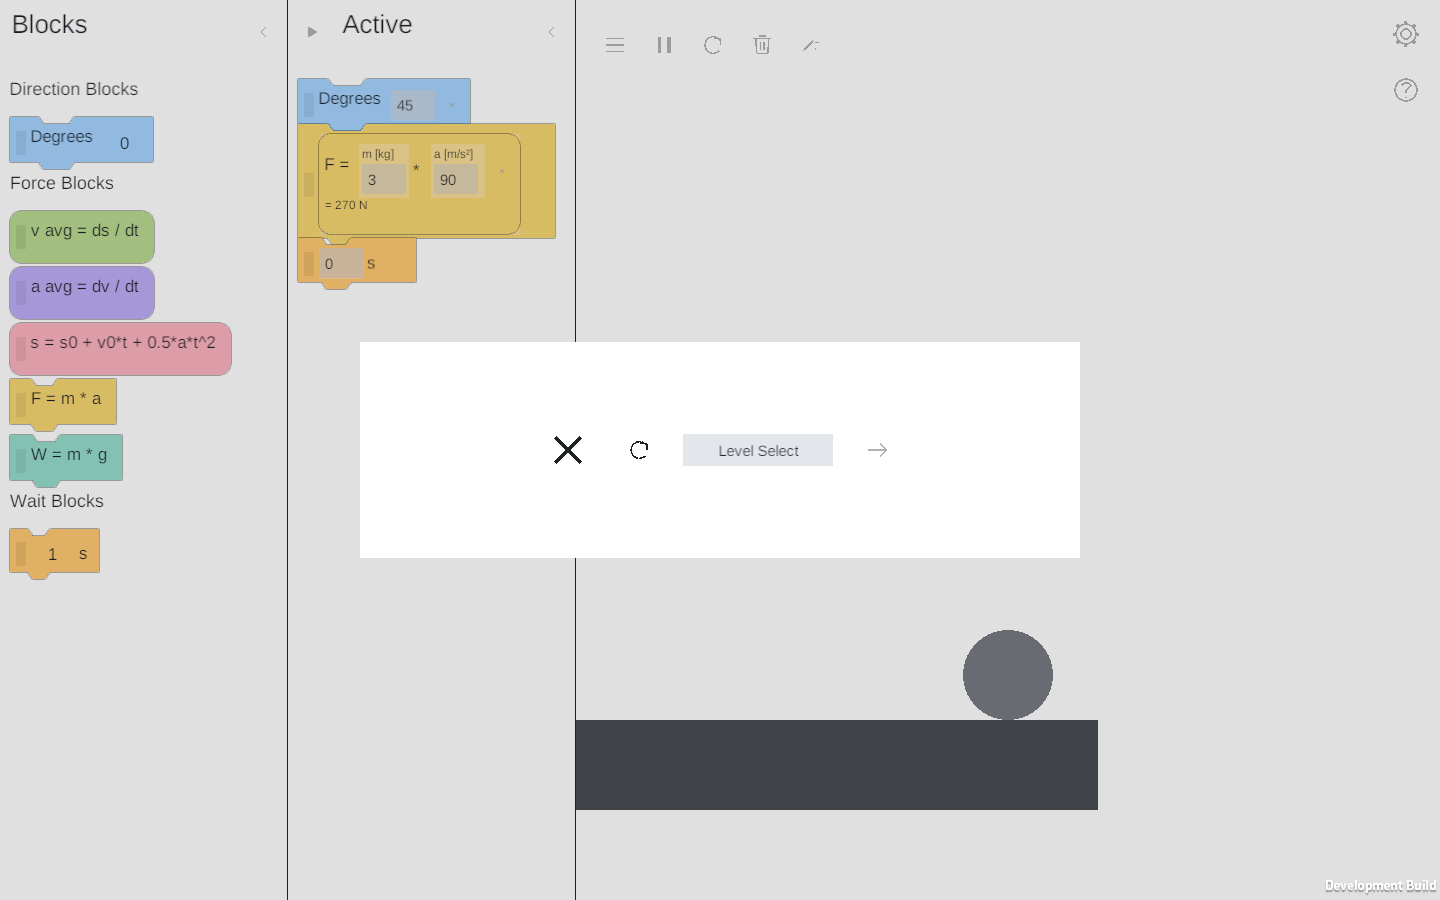 Blocks
Direction Blocks
Degrees 0
Force Blocks
v avg = ds / dt
a avg = dv / dt
s = s0 + v0*t + 0.5*a*t^2
F = m * a
W = m * g
Wait Blocks
1 s
Active
Degrees 45 ×
m [kg] a [m/s²]
F = 3 * 90 ×
= 270 N
0 s
Level Select
Development Build